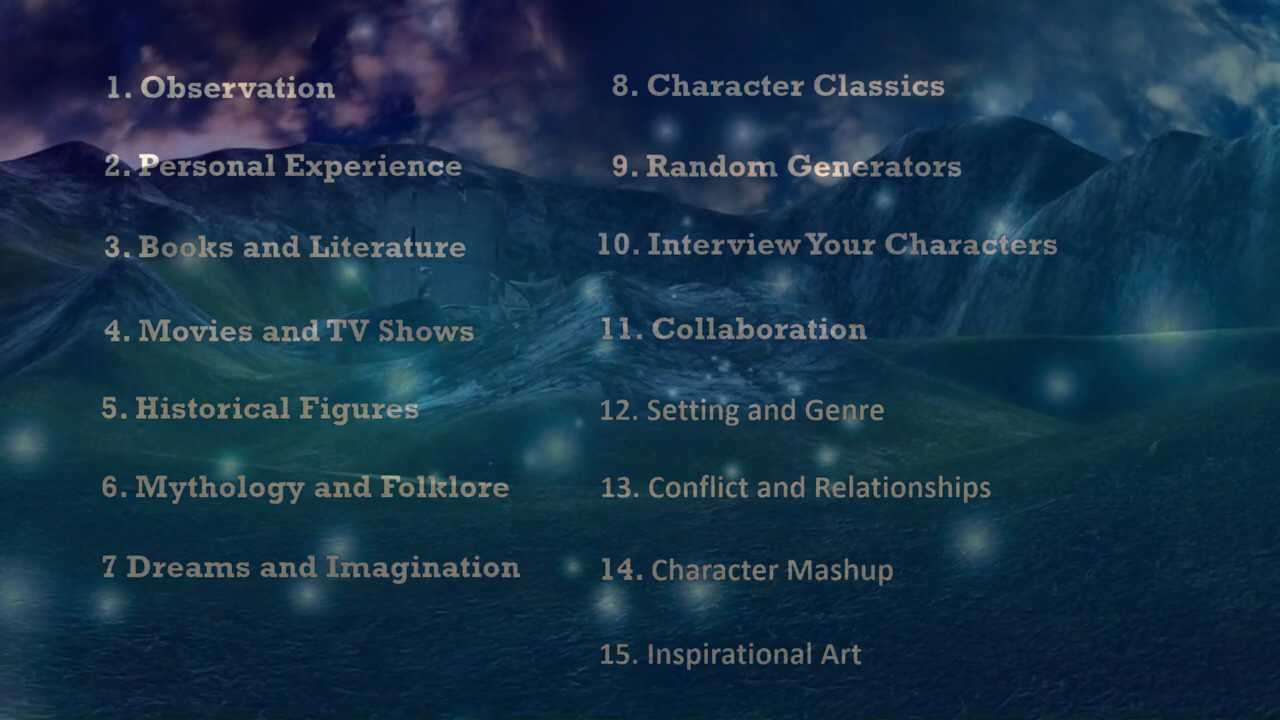 1. Observation
2. Personal Experience
3. Books and Literature
4. Movies and TV Shows
5. Historical Figures
6. Mythology and Folklore
7 Dreams and Imagination
8. Character Classics
9. Random Generators
10. Interview Your Characters
11. Collaboration
12. Setting and Genre
13. Conflict and Relationships
14. Character Mashup
15. Inspirational Art